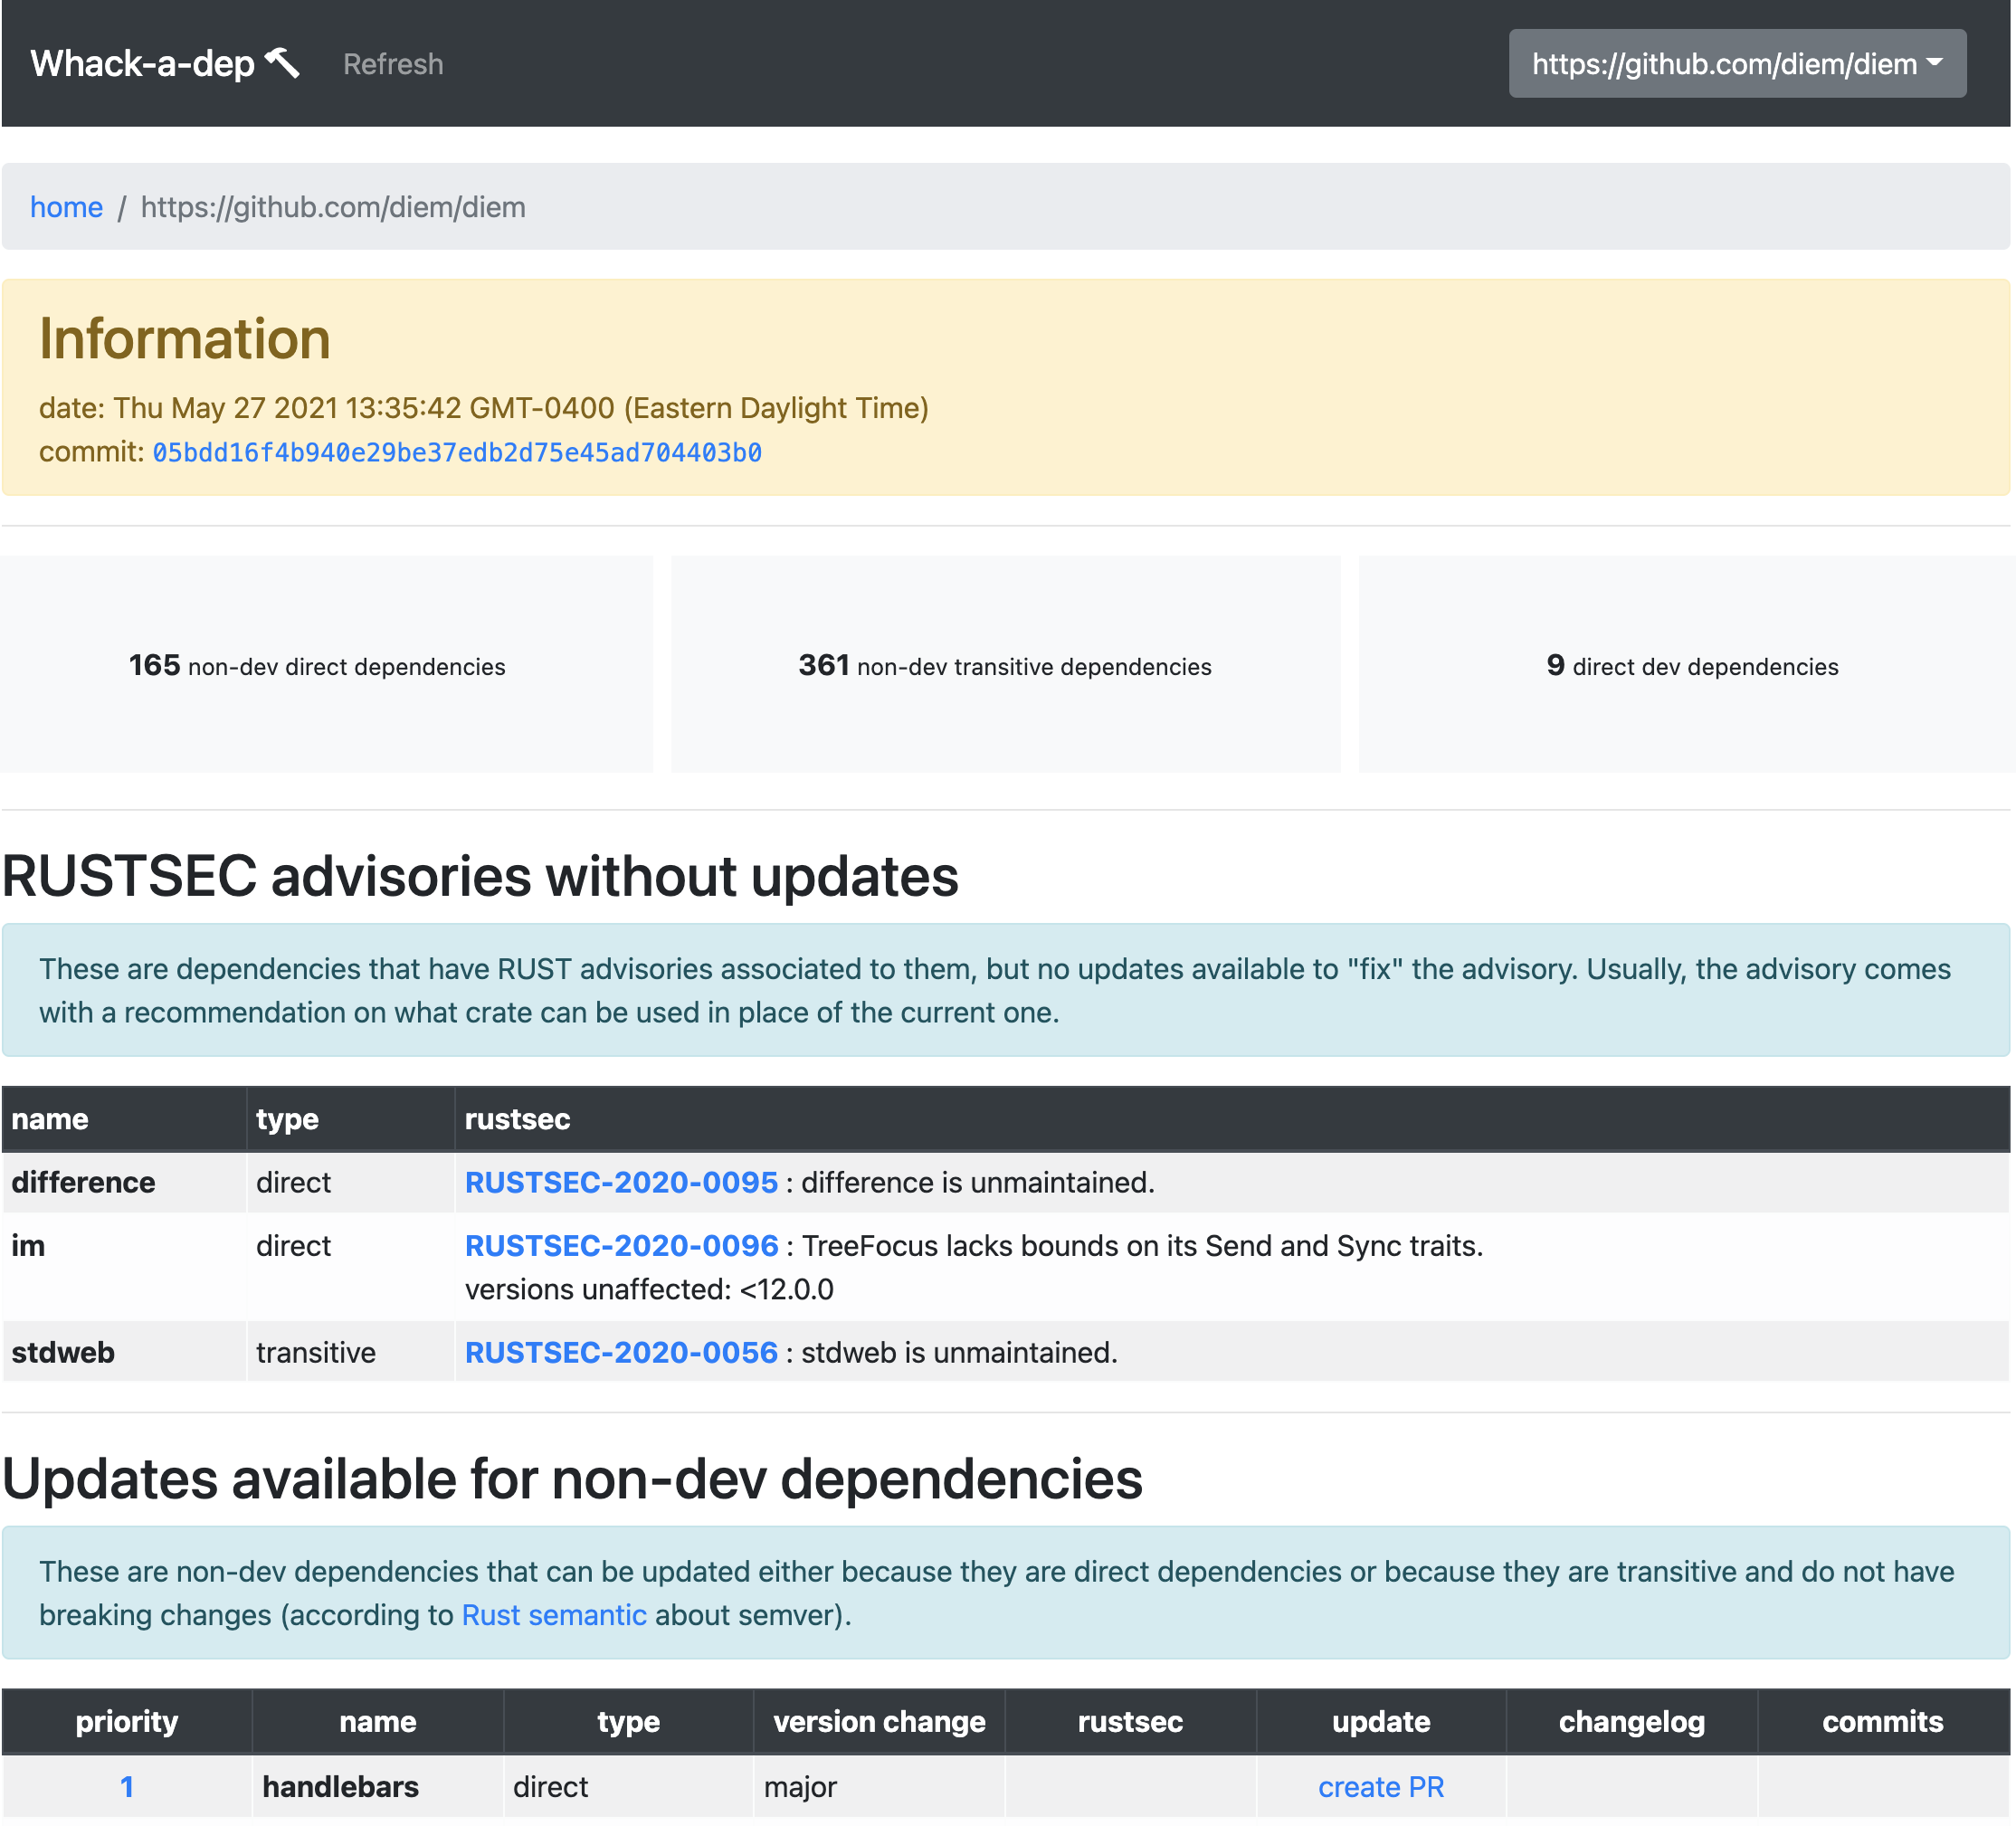 Whack-a-dep Refresh https://github.com/diem/diem
home / https://github.com/diem/diem
Information
date: Thu May 27 2021 13:35:42 GMT-0400 (Eastern Daylight Time)
commit: 05bdd16f4b940e29be37edb2d75e45ad704403b0
165 non-dev direct dependencies 361 non-dev transitive dependencies 9 direct dev dependencies
RUSTSEC advisories without updates
These are dependencies that have RUST advisories associated to them, but no updates available to "fix" the advisory. Usually, the advisory comes
with a recommendation on what crate can be used in place of the current one.
name type rustsec
difference direct RUSTSEC-2020-0095 : difference is unmaintained.
im direct RUSTSEC-2020-0096 : TreeFocus lacks bounds on its Send and Sync traits.
versions unaffected: <12.0.0
stdweb transitive RUSTSEC-2020-0056 : stdweb is unmaintained.
Updates available for non-dev dependencies
These are non-dev dependencies that can be updated either because they are direct dependencies or because they are transitive and do not have
breaking changes (according to Rust semantic about semver).
priority name type version change rustsec update changelog commits
1 handlebars direct major create PR